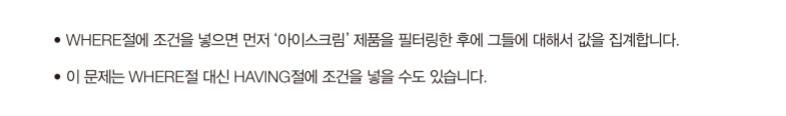 • WHERE절에 조건을 넣으면 먼저 ‘아이스크림’ 제품을 필터링한 후에 그들에 대해서 값을 집계합니다.
• 이 문제는 WHERE절 대신 HAVING절에 조건을 넣을 수도 있습니다.